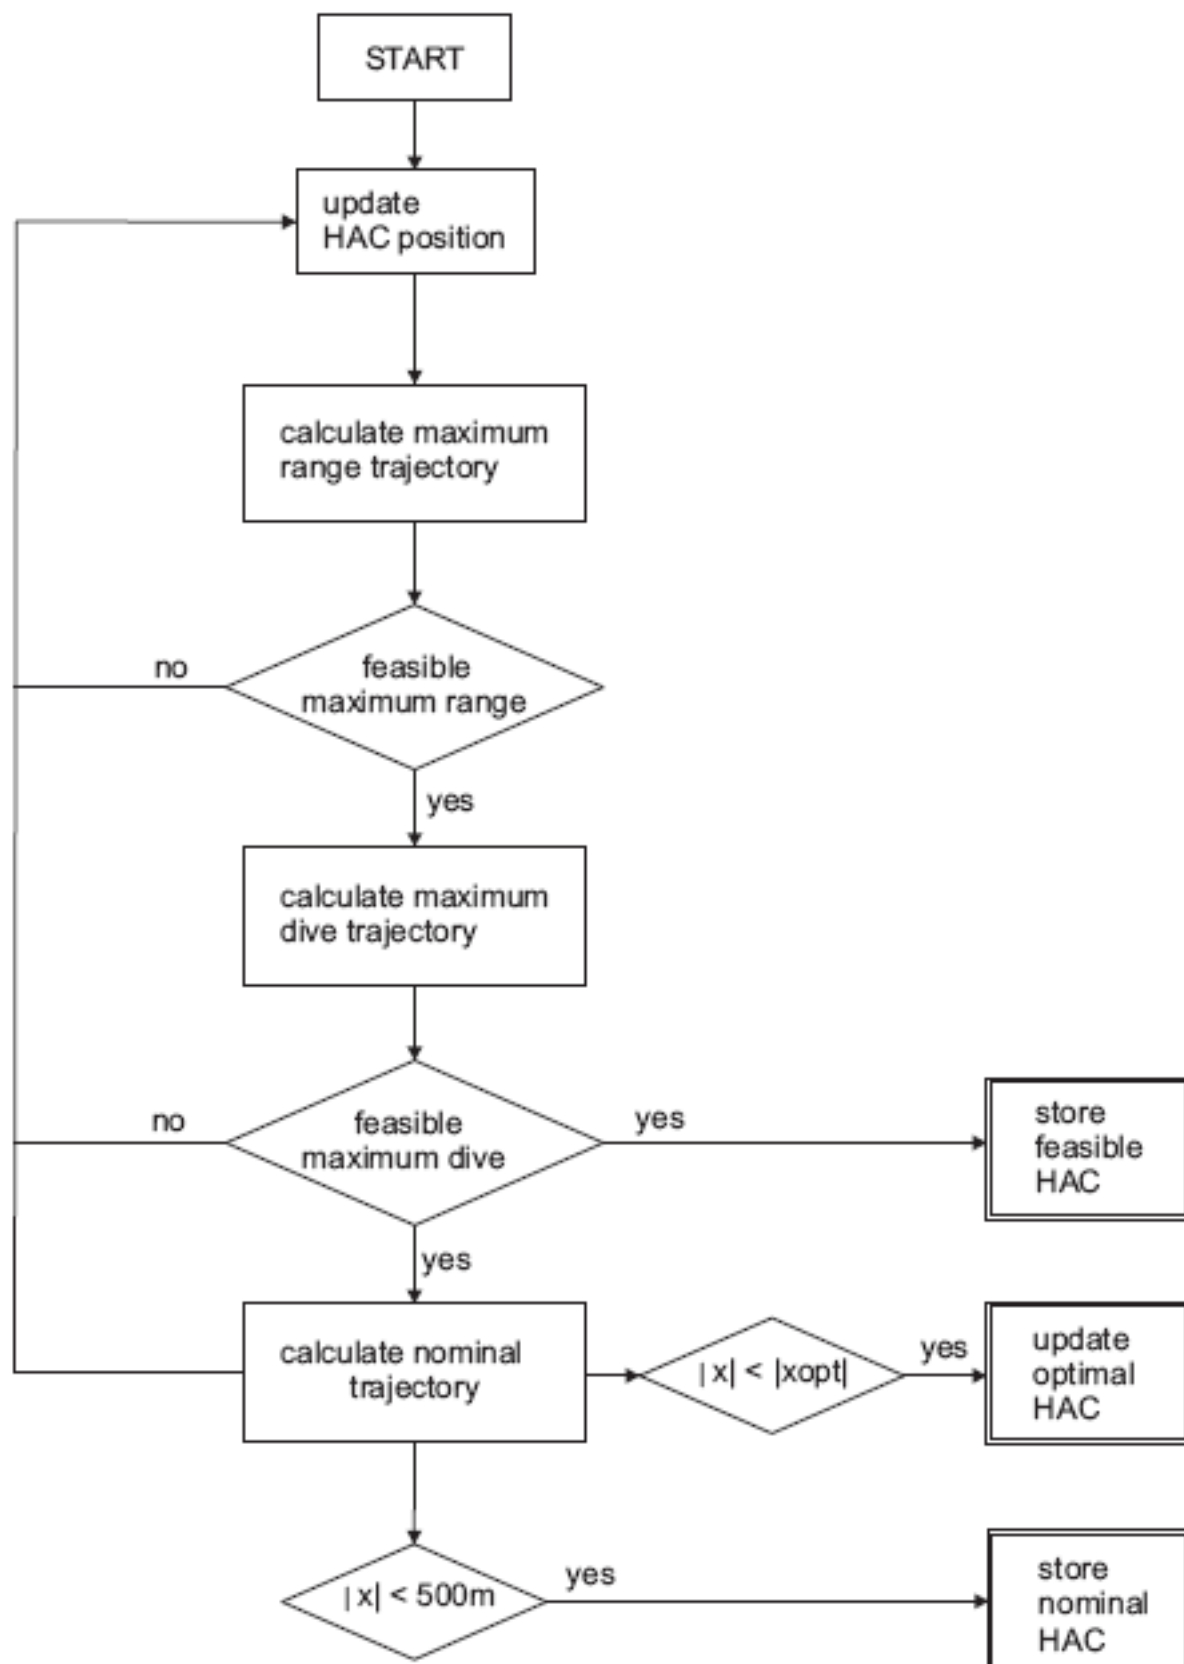 START
update
HAC position
calculate maximum
range trajectory
no
feasible
maximum range
yes
calculate maximum
dive trajectory
no
feasible
maximum dive
yes
store
feasible
HAC
yes
calculate nominal
trajectory
|x| < |xopt|
yes
update
optimal
HAC
|x| < 500m
yes
store
nominal
HAC